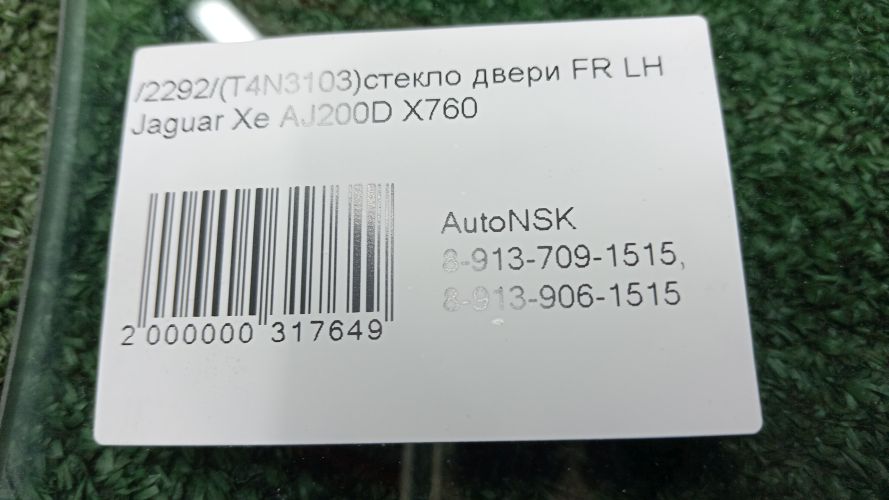 /2292/(T4N3103)стекло двери FR LH
Jaguar Xe AJ200D X760
AutoNSK
8-913-709-1515,
8-913-906-1515
2 000000 317649